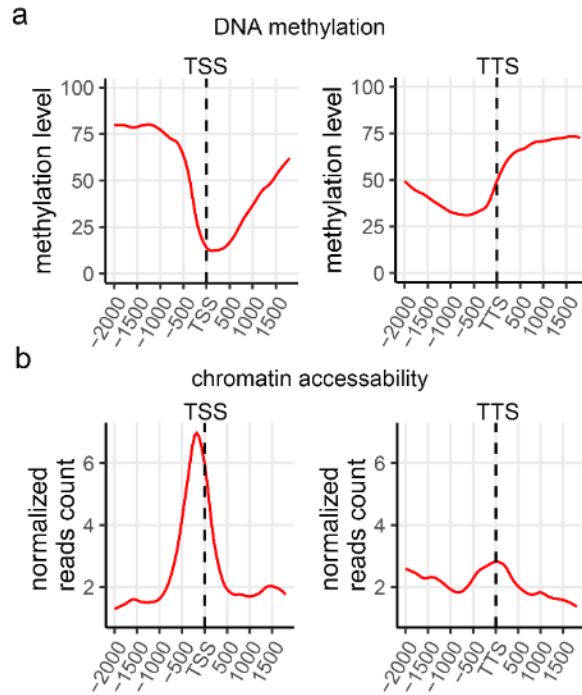 a
DNA methylation
TSS
TTS
methylation level
100
75
50
25
0
-2000
-1500
-1000
-500
TSS
500
1000
1500
methylation level
100
75
50
25
0
-2000
-1500
-1000
-500
TTS
500
1000
1500
b
chromatin accessability
TSS
TTS
normalized
reads count
6
4
2
-2000
-1500
-1000
-500
TSS
500
1000
1500
normalized
reads count
6
4
2
-2000
-1500
-1000
-500
TTS
500
1000
1500